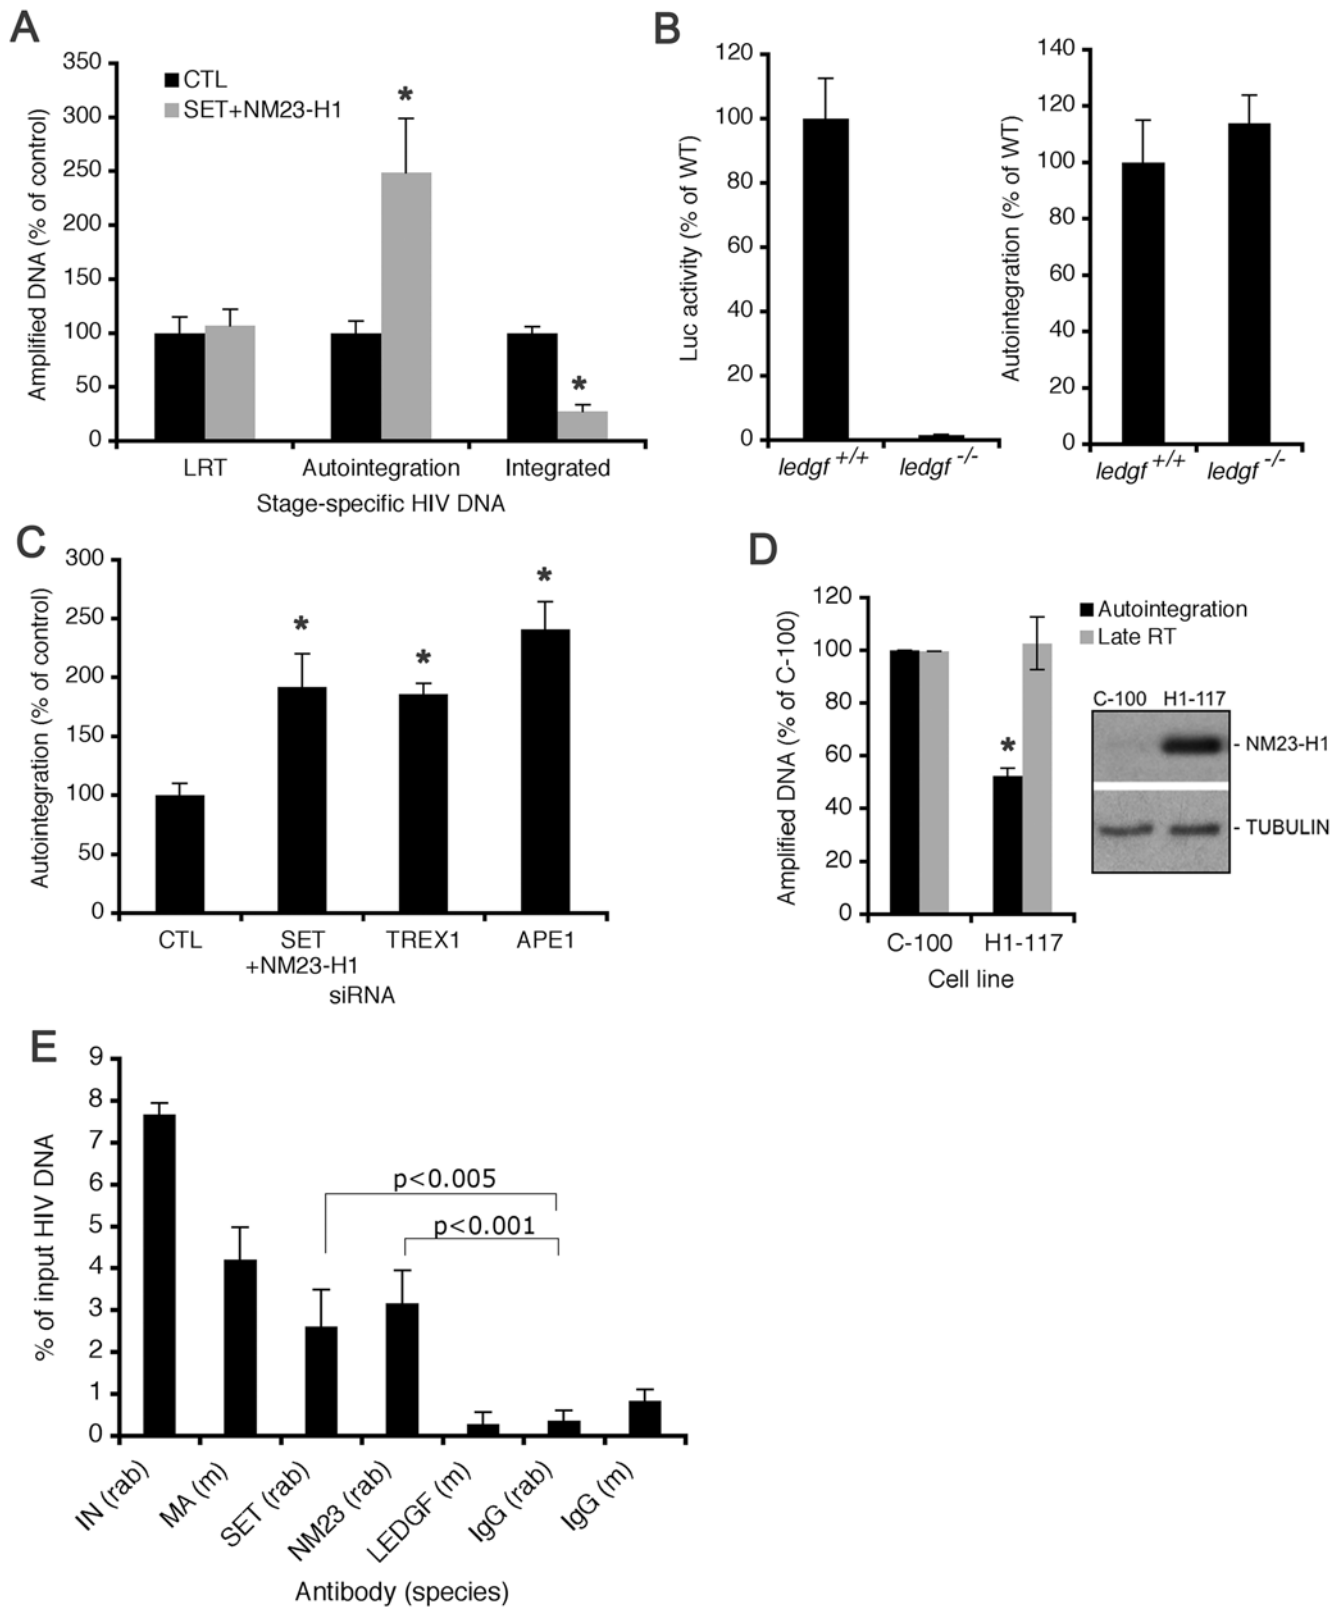 A
350
300
250
200
150
100
50
0
Amplified DNA (% of control)
CTL
SET+NM23-H1
*
*
LRT Autointegration Integrated
Stage-specific HIV DNA
B
120
100
80
60
40
20
0
Luc activity (% of WT)
ledgf +/+ ledgf -/-
140
120
100
80
60
40
20
0
Autointegration (% of WT)
ledgf +/+ ledgf -/-
C
300
250
200
150
100
50
0
Autointegration (% of control)
*
*
*
CTL SET TREX1 APE1
+NM23-H1
siRNA
D
120
100
80
60
40
20
0
Amplified DNA (% of C-100)
Autointegration
Late RT
*
C-100 H1-117
Cell line
C-100 H1-117
- NM23-H1
- TUBULIN
E
9
8
7
6
5
4
3
2
1
0
% of input HIV DNA
p<0.005
p<0.001
IN (rab)
MA (m)
SET (rab)
NM23 (rab)
LEDGF (m)
IgG (rab)
IgG (m)
Antibody (species)